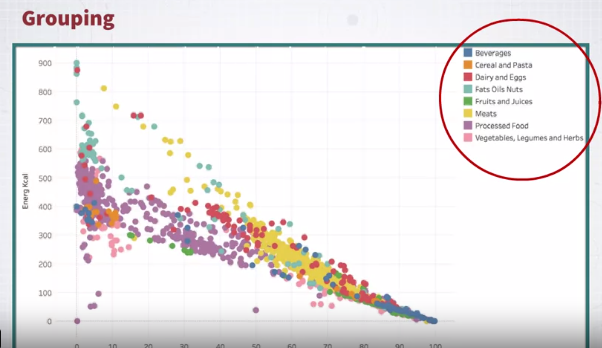 Grouping
Beverages
Cereal and Pasta
Dairy and Eggs
Fats Oils Nuts
Fruits and Juices
Meats
Processed Food
Vegetables, Legumes and Herbs
Energ Kcal
900
800
700
600
500
400
300
200
100
0
0 10 20 30 40 50 60 70 80 90 100